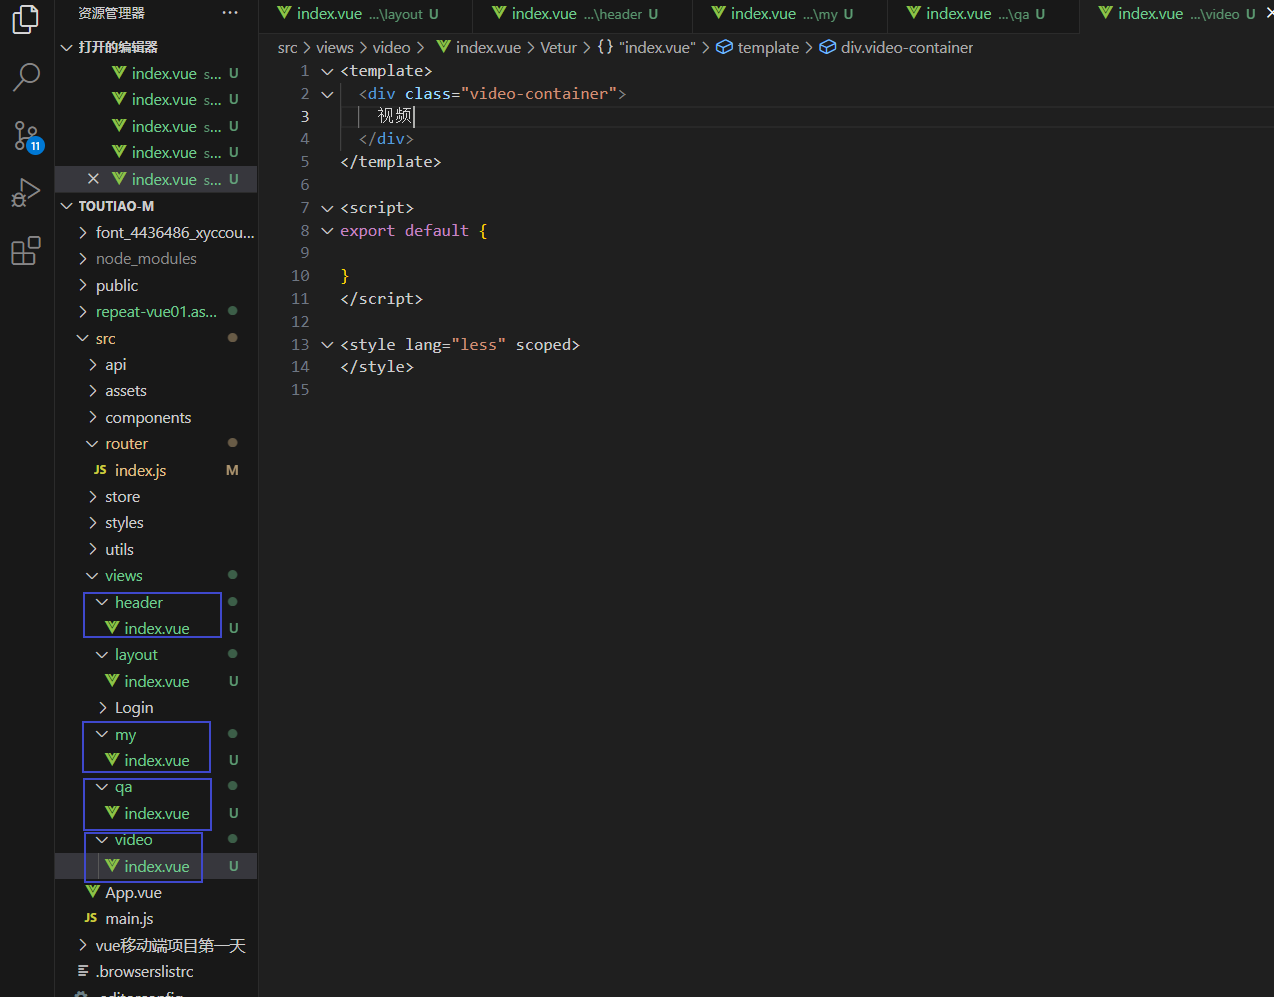 资源管理器 ···
打开的编辑器
index.vue s... U
index.vue s... U
index.vue s... U
index.vue s... U
index.vue s... U
TOUTIAO-M
font_4436486_xyccou...
node_modules
public
repeat-vue01.as...
src
api
assets
components
router
JS index.js M
store
styles
utils
views
header
index.vue U
layout
index.vue U
Login
my
index.vue U
qa
index.vue U
video
index.vue U
App.vue
JS main.js
vue移动端项目第一天
.browserslistrc
.editorconfig
11
index.vue ...\layout U
index.vue ...\header U
index.vue ...\my U
index.vue ...\qa U
index.vue ...\video U
src > views > video > index.vue > Vetur > {} "index.vue" > template > div.video-container
1 <template>
2 <div class="video-container">
3 视频
4 </div>
5 </template>
6
7 <script>
8 export default {
9
10 }
11 </script>
12
13 <style lang="less" scoped>
14 </style>
15